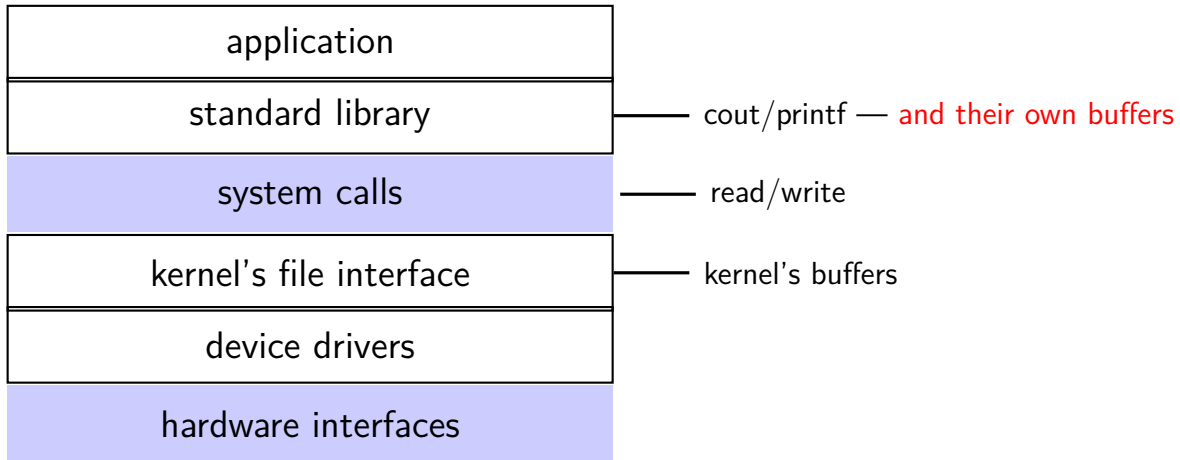 application
standard library
cout/printf — and their own buffers
system calls
read/write
kernel's file interface
kernel's buffers
device drivers
hardware interfaces